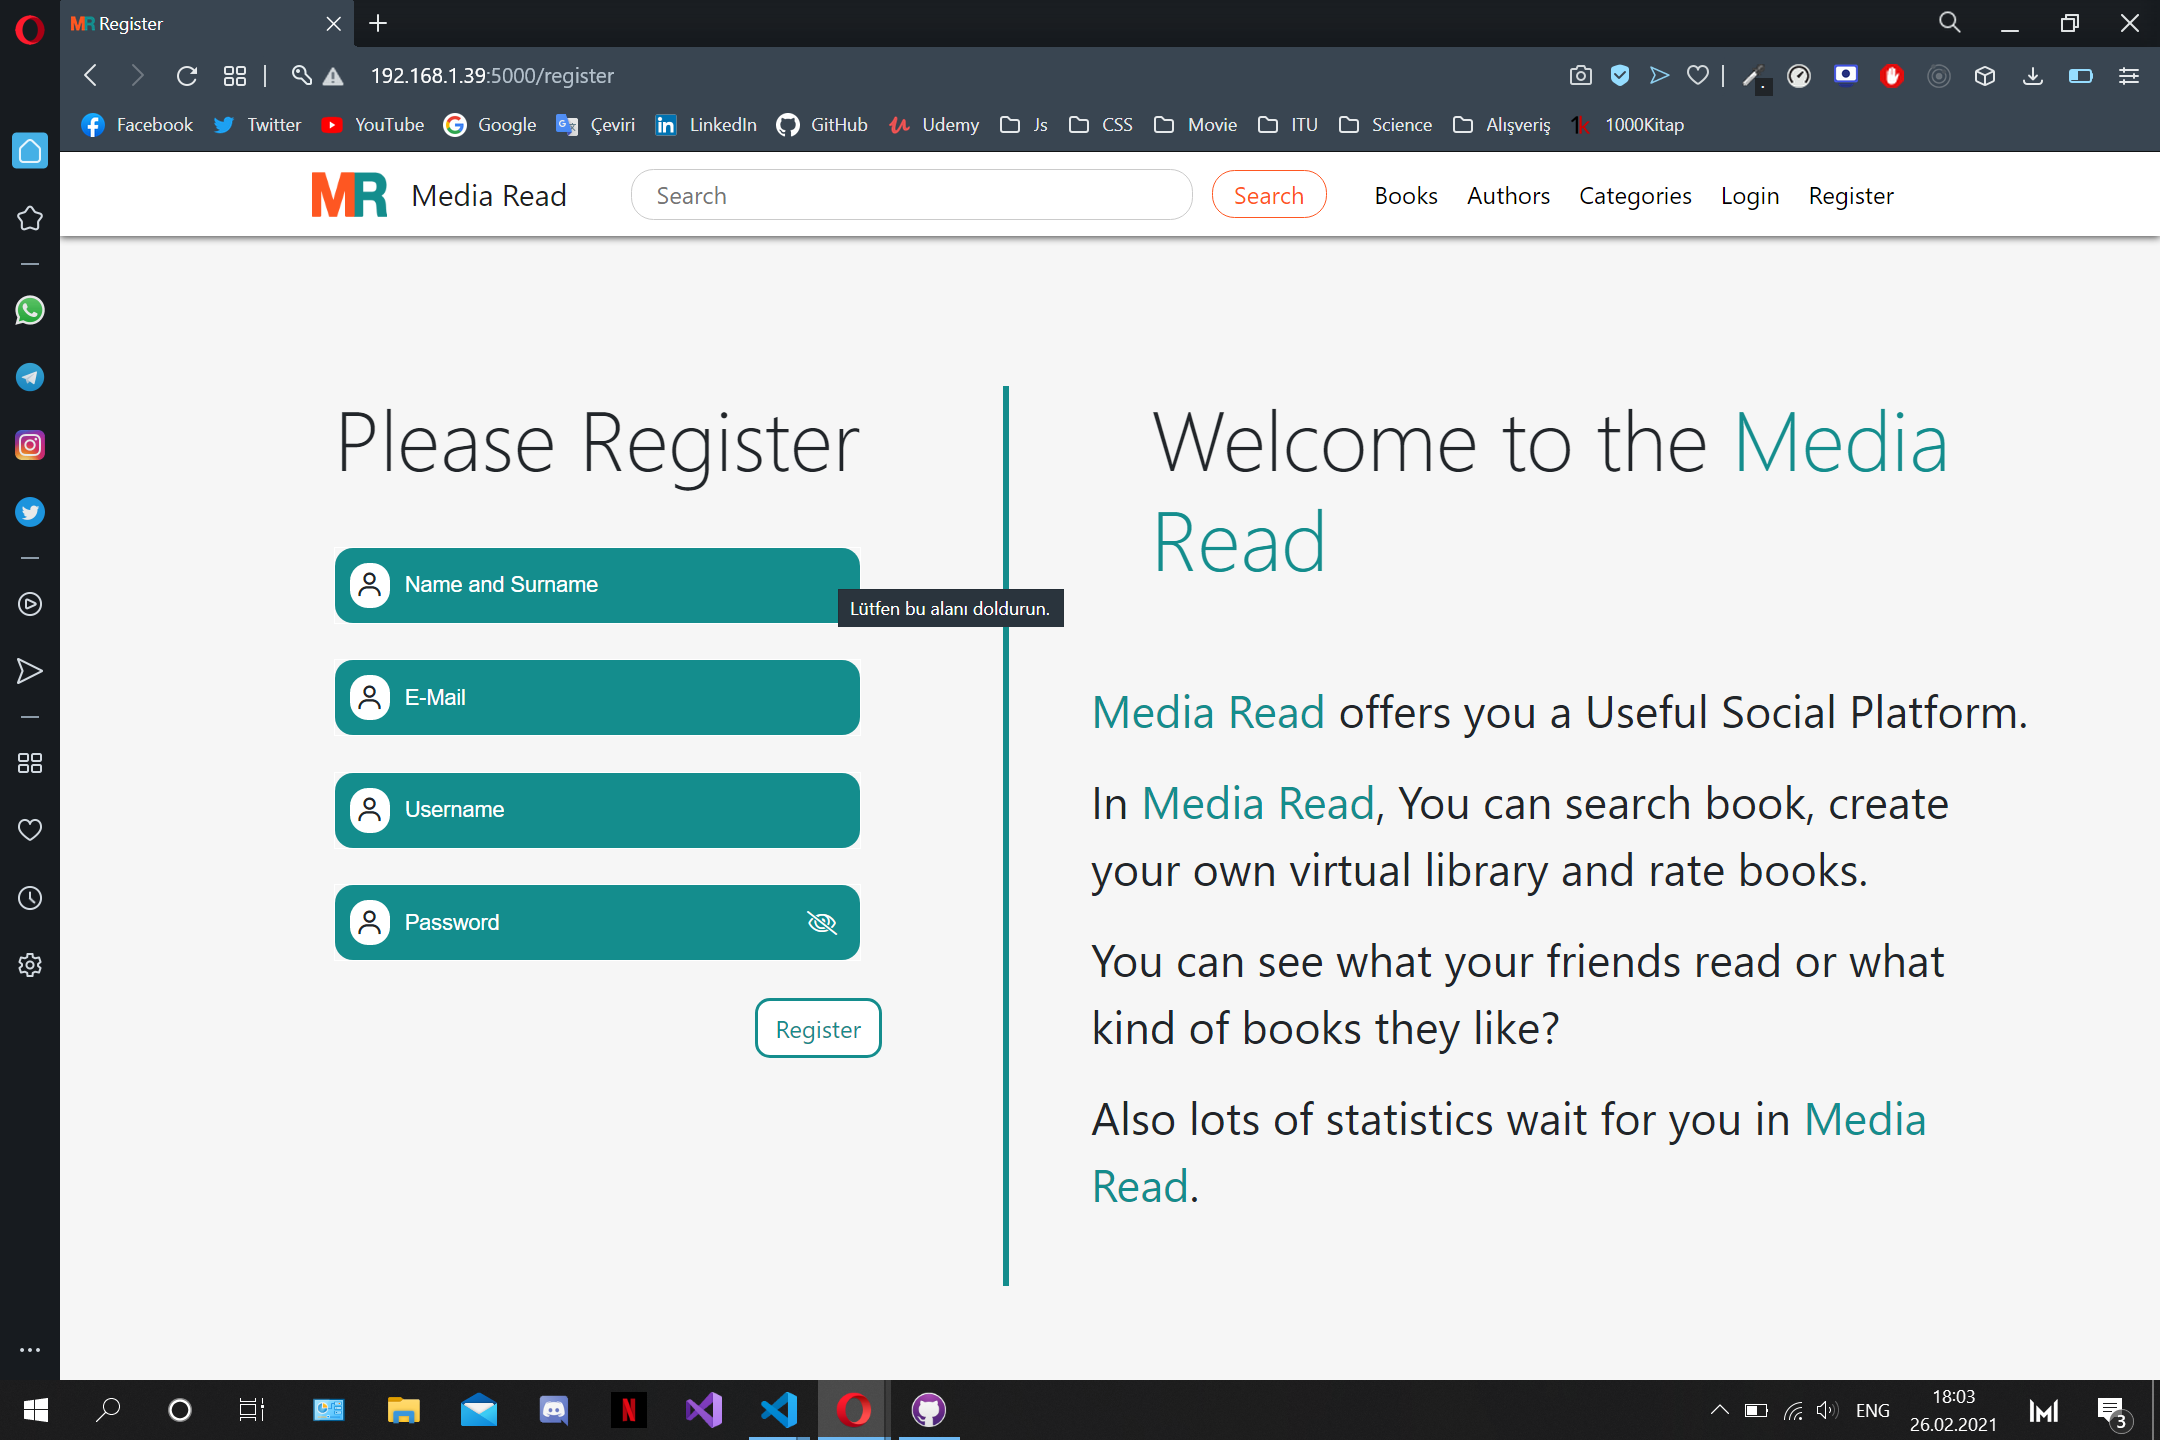 MR Register
192.168.1.39:5000/register
Facebook Twitter YouTube Google Çeviri LinkedIn GitHub Udemy Js CSS Movie ITU Science Alışveriş 1k 1000Kitap
MR Media Read Search Search Books Authors Categories Login Register
Please Register
Name and Surname
Lütfen bu alanı doldurun.
E-Mail
Username
Password
Register
Welcome to the Media
Read
Media Read offers you a Useful Social Platform.
In Media Read, You can search book, create
your own virtual library and rate books.
You can see what your friends read or what
kind of books they like?
Also lots of statistics wait for you in Media
Read.
N
ENG
18:03
26.02.2021
3